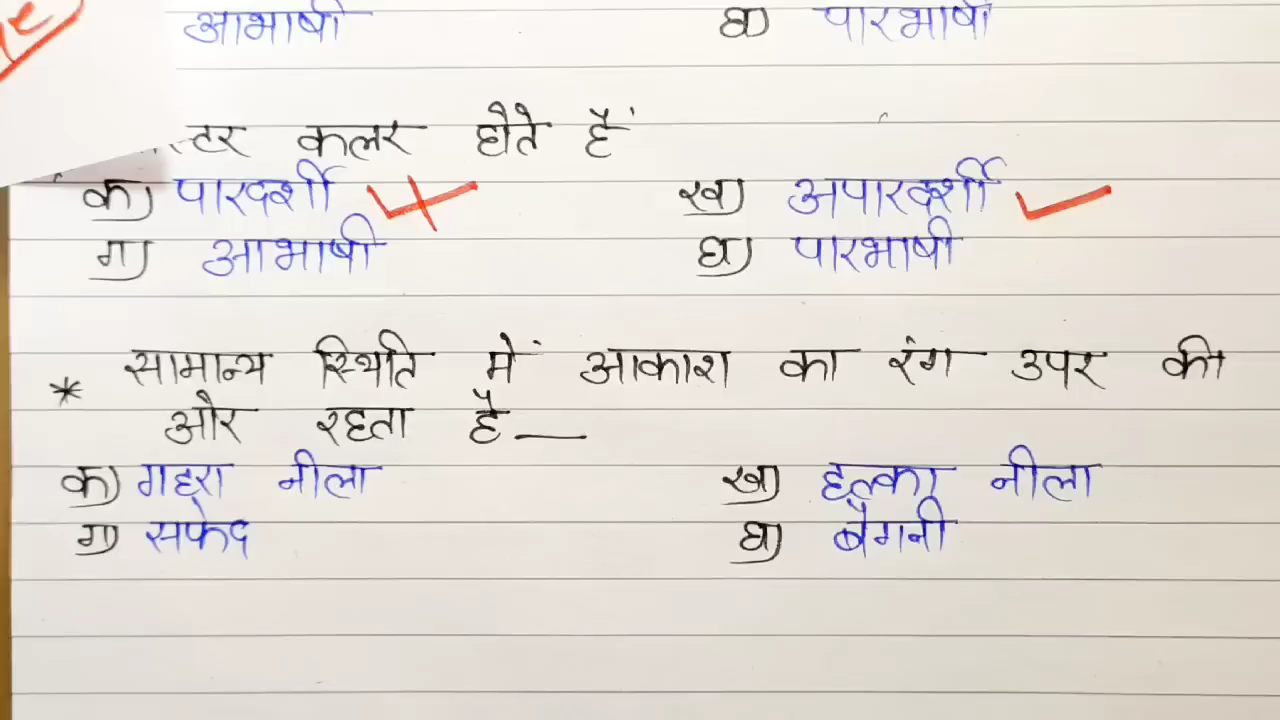 आभाषी घ) पारभाषी
कलर होते हैं
क) पारदर्शी ख) अपारदर्शी
ग) आभाषी घ) पारभाषी
* सामान्य स्थिति में आकाश का रंग उपर की
ओर रहता है—
क) गहरा नीला ख) हल्का नीला
ग) सफेद घ) बैगनी